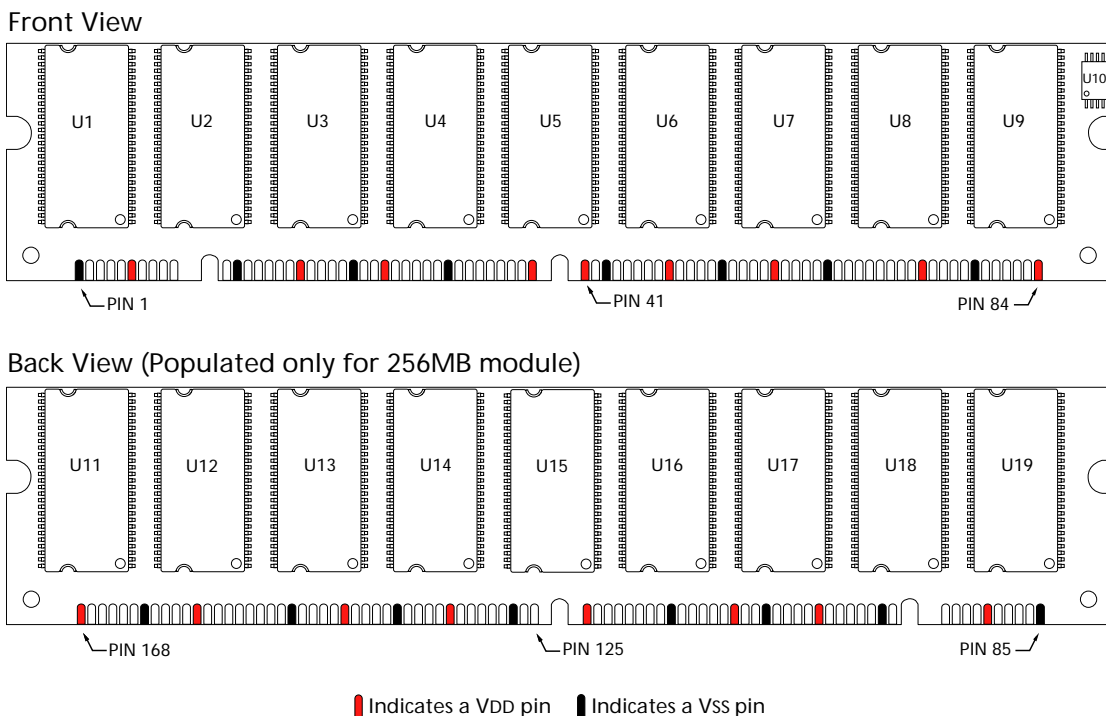 Front View
U1 U2 U3 U4 U5 U6 U7 U8 U9 U10
PIN 1 PIN 41 PIN 84
Back View (Populated only for 256MB module)
U11 U12 U13 U14 U15 U16 U17 U18 U19
PIN 168 PIN 125 PIN 85
Indicates a VDD pin Indicates a VSS pin